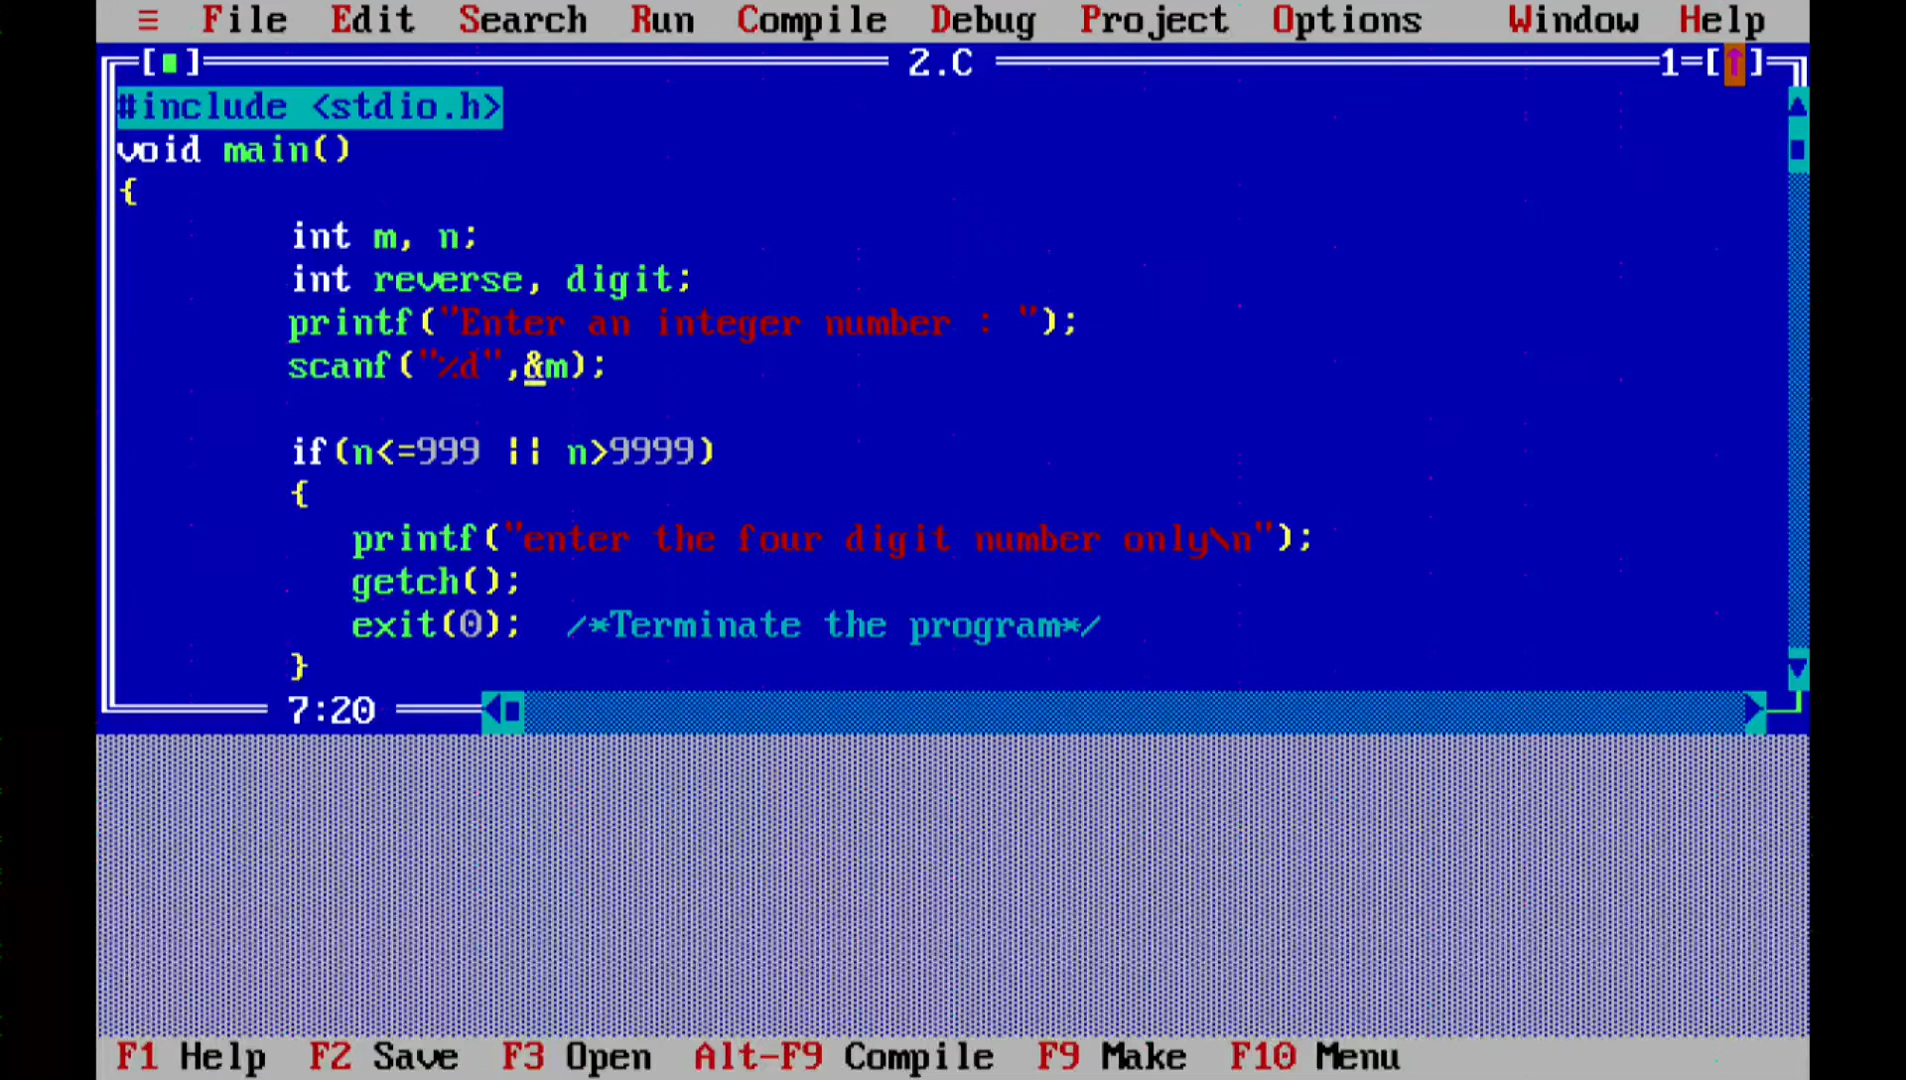 ≡ File Edit Search Run Compile Debug Project Options Window Help
[■] 2.C 1=[↑]
#include <stdio.h>
void main()
{
int m, n;
int reverse, digit;
printf("Enter an integer number : ");
scanf("%d",&m);
if(n<=999 || n>9999)
{
printf("enter the four digit number only\n");
getch();
exit(0); /*Terminate the program*/
}
7:20
F1 Help F2 Save F3 Open Alt-F9 Compile F9 Make F10 Menu